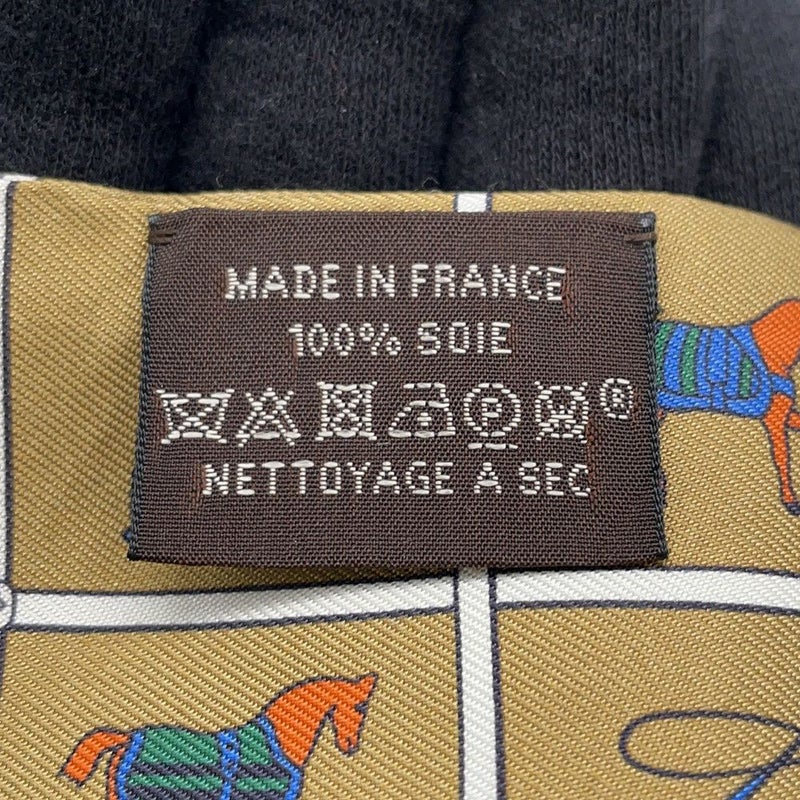 MADE IN FRANCE
100% SOIE
P ®
NETTOYAGE A SEC